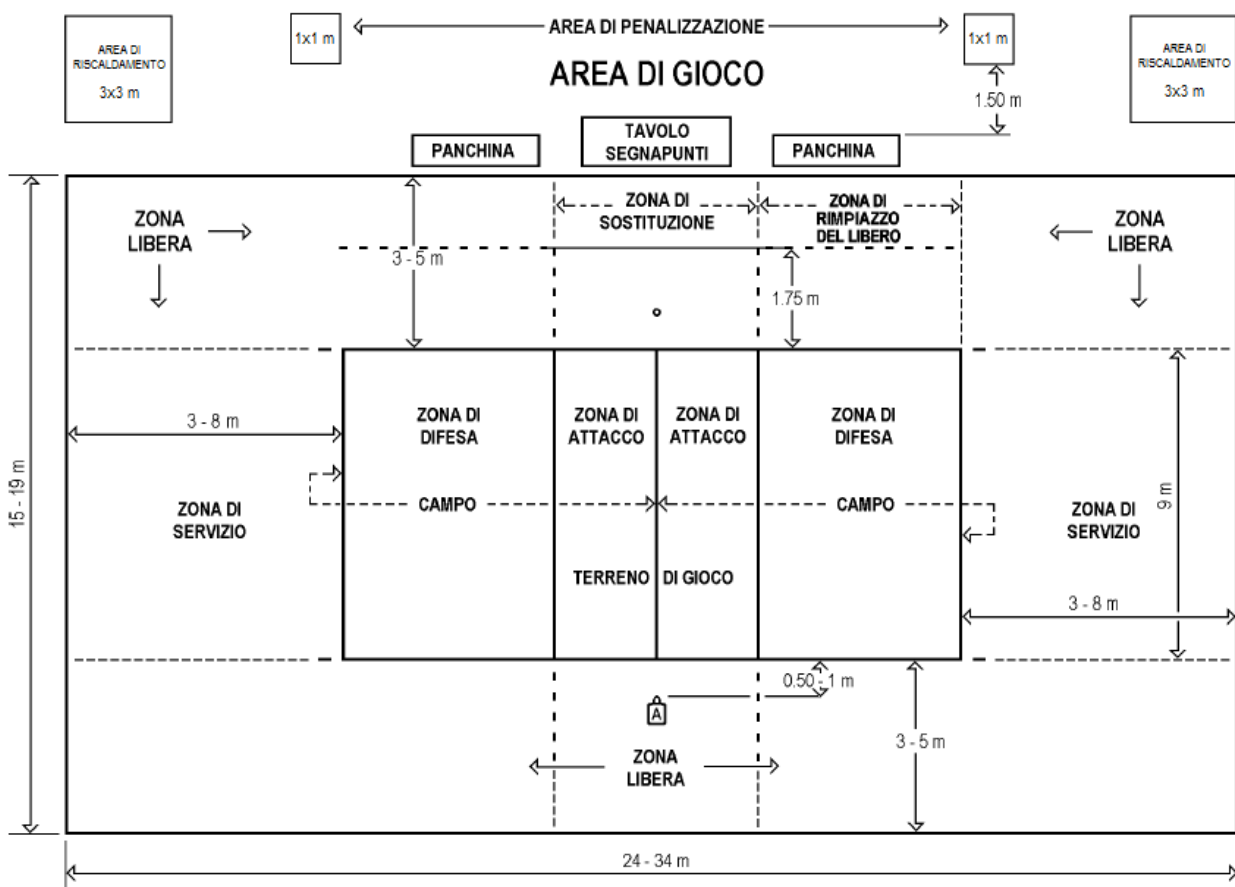 AREA DI
RISCALDAMENTO
3x3 m
1x1 m
AREA DI PENALIZZAZIONE
1x1 m
AREA DI
RISCALDAMENTO
3x3 m
AREA DI GIOCO
1.50 m
PANCHINA
TAVOLO
SEGNAPUNTI
PANCHINA
ZONA
LIBERA
3 - 5 m
ZONA DI
SOSTITUZIONE
ZONA DI
RIMPIAZZO
DEL LIBERO
ZONA
LIBERA
1.75 m
15 - 19 m
3 - 8 m
ZONA DI
DIFESA
ZONA DI
ATTACCO
ZONA DI
ATTACCO
ZONA DI
DIFESA
ZONA DI
SERVIZIO
CAMPO
CAMPO
9 m
ZONA DI
SERVIZIO
TERRENO DI GIOCO
3 - 8 m
0.50 - 1 m
A
3 - 5 m
ZONA
LIBERA
24 - 34 m